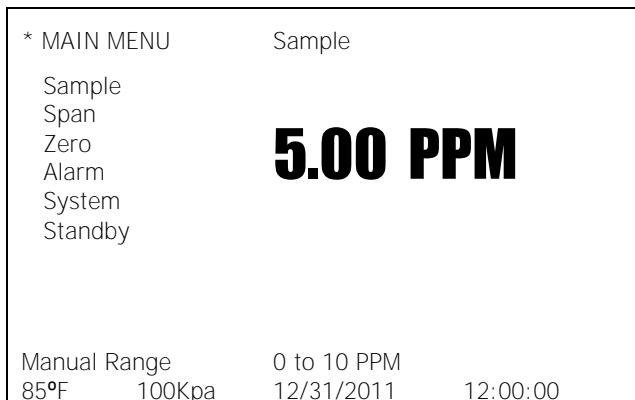 * MAIN MENU Sample
Sample
Span
Zero
Alarm
System
Standby
5.00 PPM
Manual Range 0 to 10 PPM
85ºF 100Kpa 12/31/2011 12:00:00